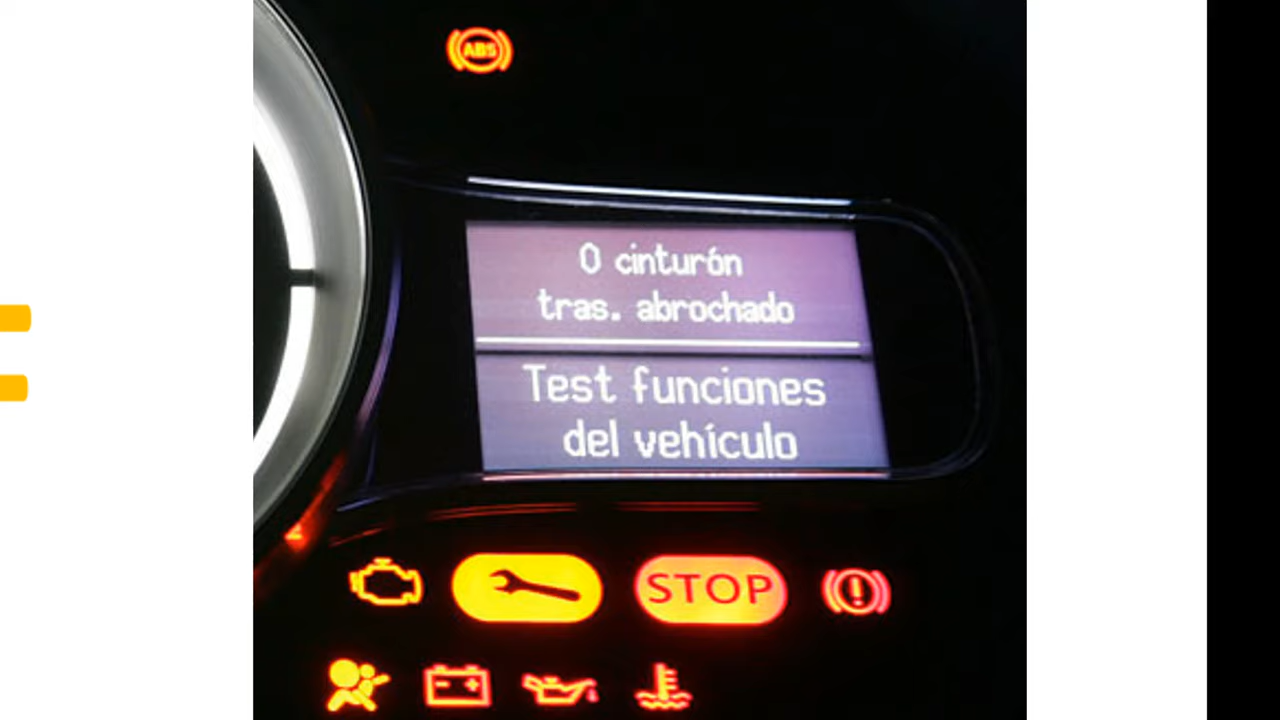 ABS
0 cinturón
tras. abrochado
Test funciones
del vehículo
STOP